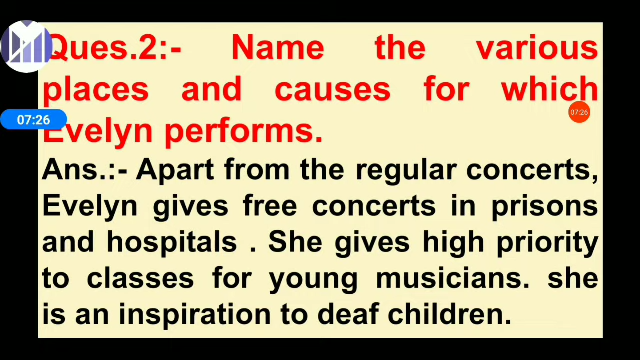 Ques.2:- Name the various
places and causes for which
07:26
07:26
Evelyn performs.
Ans.:- Apart from the regular concerts,
Evelyn gives free concerts in prisons
and hospitals . She gives high priority
to classes for young musicians. she
is an inspiration to deaf children.